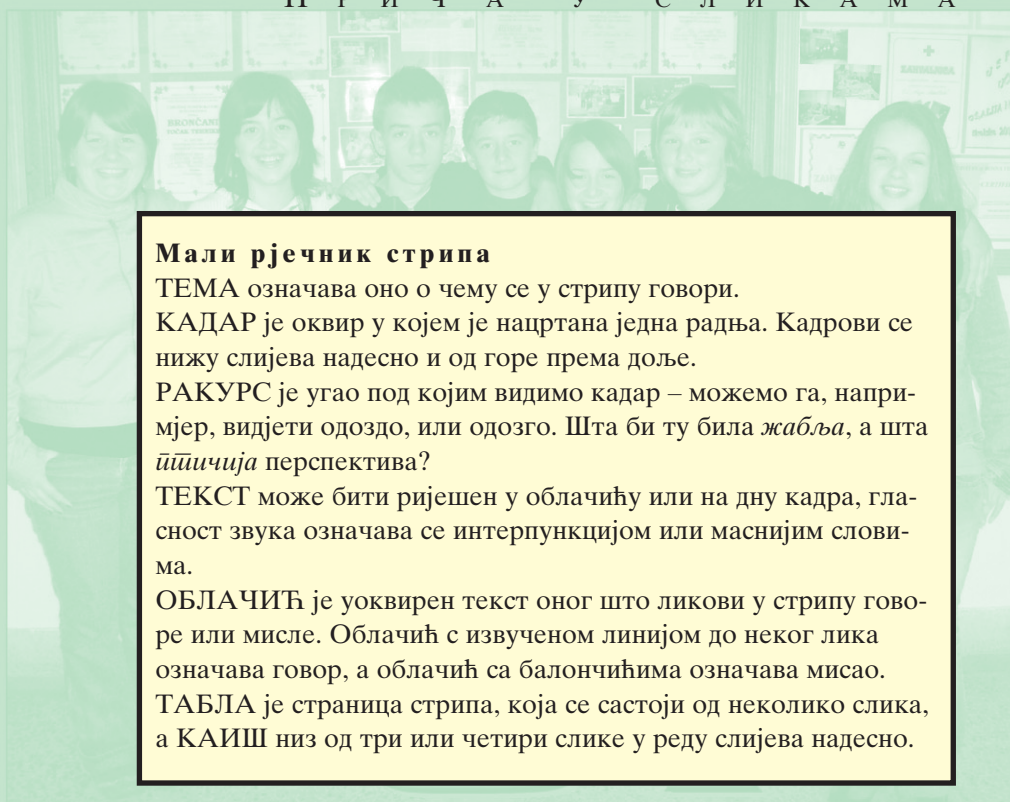 П Р И Ч А У С Л И К А М А
BRONČANI
Мали рјечник стрипа
ТЕМА означава оно о чему се у стрипу говори.
КАДАР је оквир у којем је нацртана једна радња. Кадрови се
нижу слијева надесно и од горе према доље.
РАКУРС је угао под којим видимо кадар – можемо га, напри-
мјер, видјети одоздо, или одозго. Шта би ту била жабља, а шта
птичија перспектива?
ТЕКСТ може бити ријешен у облачићу или на дну кадра, гла-
сност звука означава се интерпункцијом или маснијим слови-
ма.
ОБЛАЧИЋ је уоквирен текст оног што ликови у стрипу гово-
ре или мисле. Облачић с извученом линијом до неког лика
означава говор, а облачић са балончићима означава мисао.
ТАБЛА је страница стрипа, која се састоји од неколико слика,
а КАИШ низ од три или четири слике у реду слијева надесно.